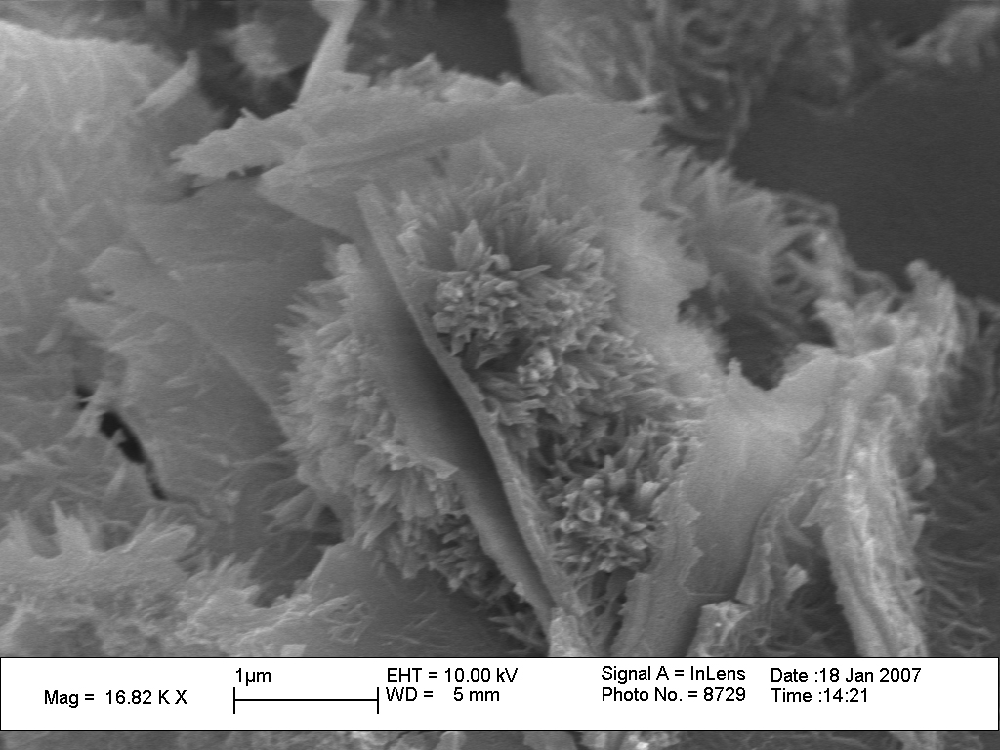 Mag = 16.82 K X
1µm
EHT = 10.00 kV
WD = 5 mm
Signal A = InLens
Photo No. = 8729
Date :18 Jan 2007
Time :14:21